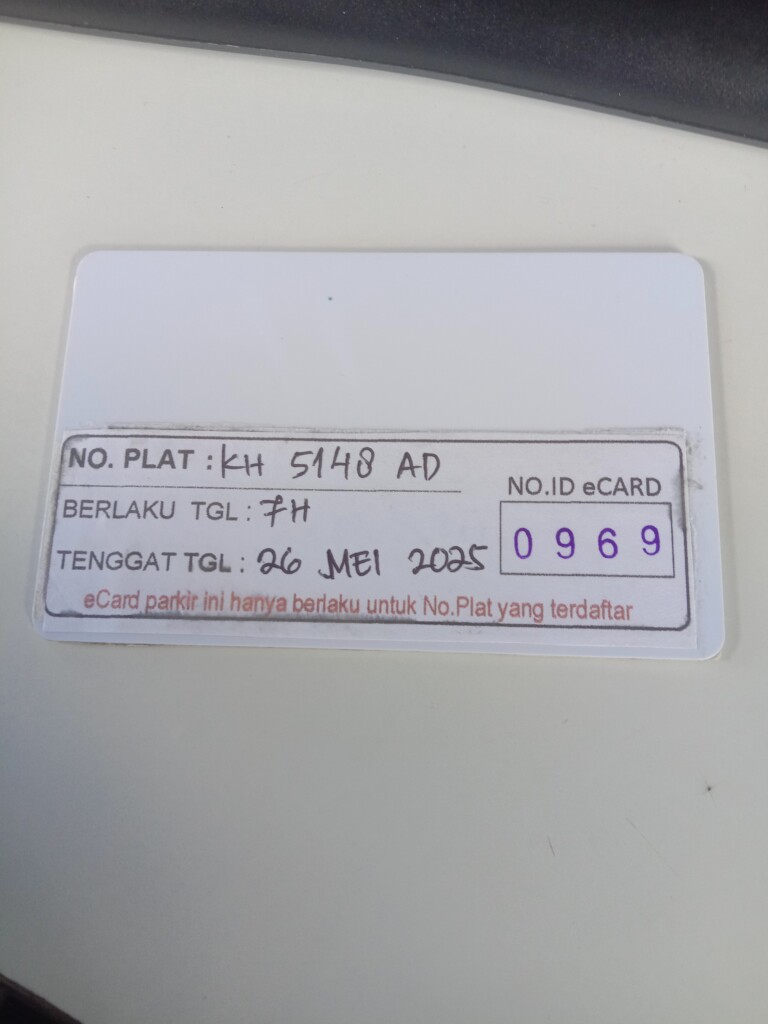 NO. PLAT : KH 5148 AD
BERLAKU TGL : 7H
TENGGAT TGL : 26 MEI 2025
NO.ID eCARD
0969
eCard parkir ini hanya berlaku untuk No.Plat yang terdaftar